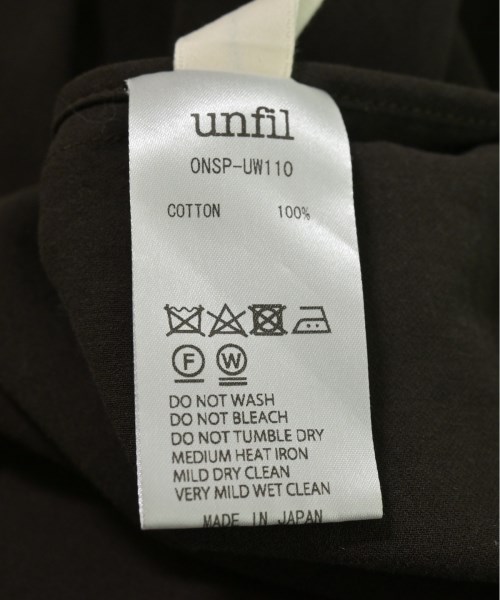 unfil
ONSP-UW110
COTTON 100%
F W
DO NOT WASH
DO NOT BLEACH
DO NOT TUMBLE DRY
MEDIUM HEAT IRON
MILD DRY CLEAN
VERY MILD WET CLEAN
MADE IN JAPAN